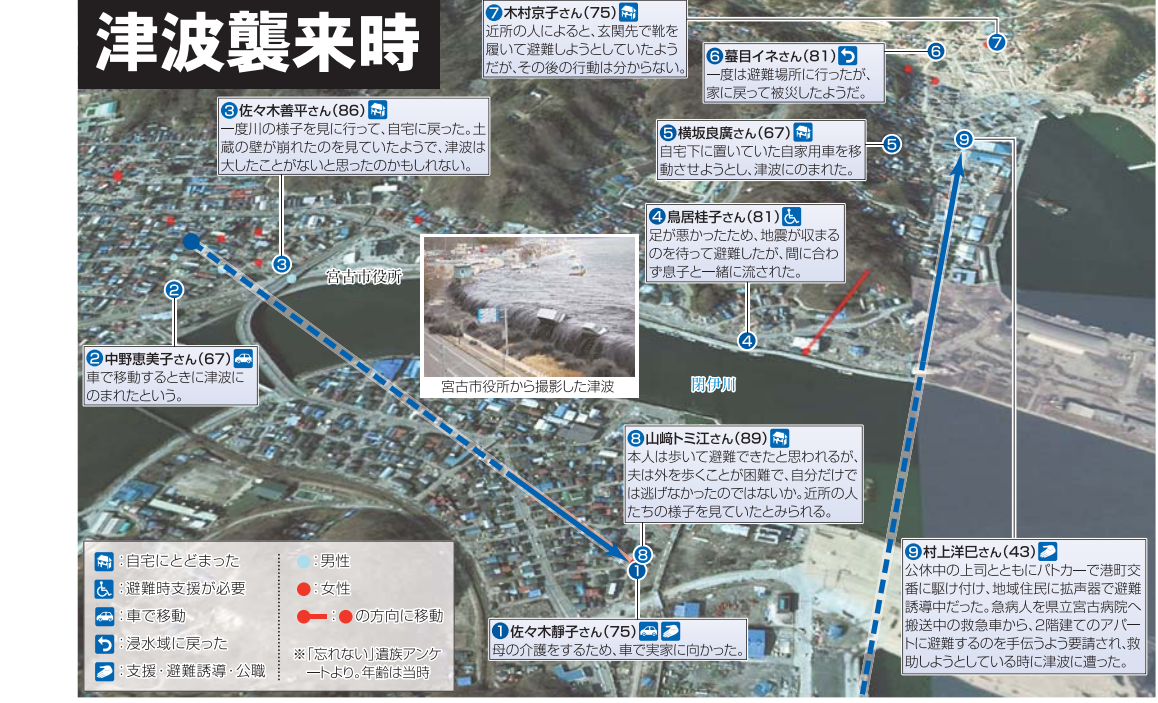 津波襲来時
❼木村京子さん(75)
近所の人によると、玄関先で靴を
履いて避難しようとしていたよう
だが、その後の行動は分からない。
❼
❻蟇目イネさん(81)
一度は避難場所に行ったが、
家に戻って被災したようだ。
❻
❸佐々木善平さん(86)
一度川の様子を見に行って、自宅に戻った。土
蔵の壁が崩れたのを見ていたようで、津波は
大したことがないと思ったのかもしれない。
❸
❺横坂良廣さん(67)
自宅下に置いていた自家用車を移
動させようとし、津波にのまれた。
❺
❾
❹鳥居桂子さん(81)
足が悪かったため、地震が収まる
のを待って避難したが、間に合わ
ず息子と一緒に流された。
❹
宮古市役所
❷
❷中野恵美子さん(67)
車で移動するときに津波に
のまれたという。
宮古市役所から撮影した津波
閉伊川
❽山﨑トミ江さん(89)
本人は歩いて避難できたと思われるが、
夫は外を歩くことが困難で、自分だけで
は逃げなかったのではないか。近所の人
たちの様子を見ていたとみられる。
❽
❶
❶佐々木靜子さん(75)
母の介護をするため、車で実家に向かった。
❾村上洋巳さん(43)
公休中の上司とともにパトカーで港町交
番に駆け付け、地域住民に拡声器で避難
誘導中だった。急病人を県立宮古病院へ
搬送中の救急車から、2階建てのアパー
トに避難するのを手伝うよう要請され、救
助しようとしている時に津波に遭った。
:自宅にとどまった
:避難時支援が必要
:車で移動
:浸水域に戻った
:支援・避難誘導・公職
:男性
:女性
:の方向に移動
※「忘れない」遺族アンケ
ートより。年齢は当時